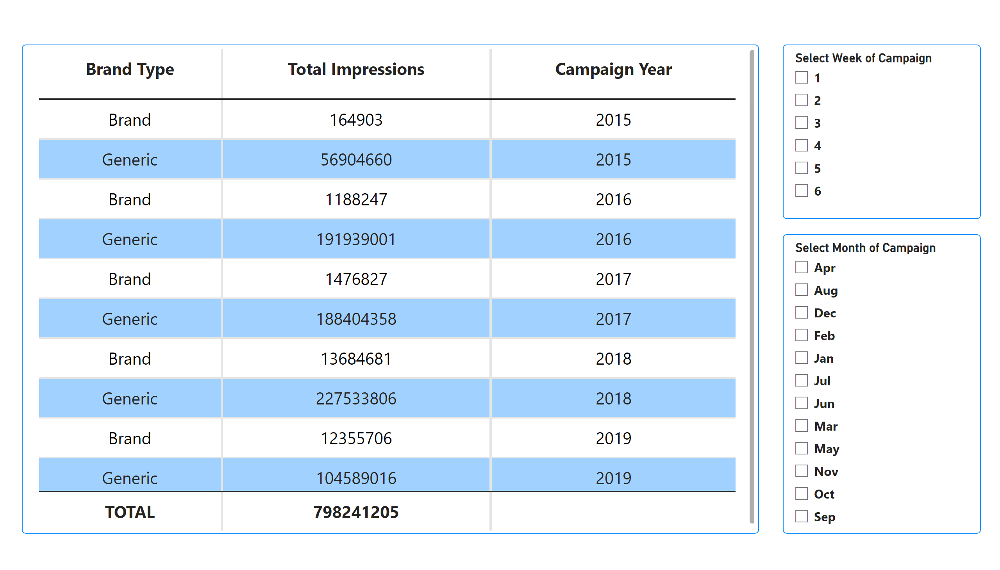 Brand Type Total Impressions Campaign Year
Brand 164903 2015
Generic 56904660 2015
Brand 1188247 2016
Generic 191939001 2016
Brand 1476827 2017
Generic 188404358 2017
Brand 13684681 2018
Generic 227533806 2018
Brand 12355706 2019
Generic 104589016 2019
TOTAL 798241205
Select Week of Campaign
1
2
3
4
5
6
Select Month of Campaign
Apr
Aug
Dec
Feb
Jan
Jul
Jun
Mar
May
Nov
Oct
Sep